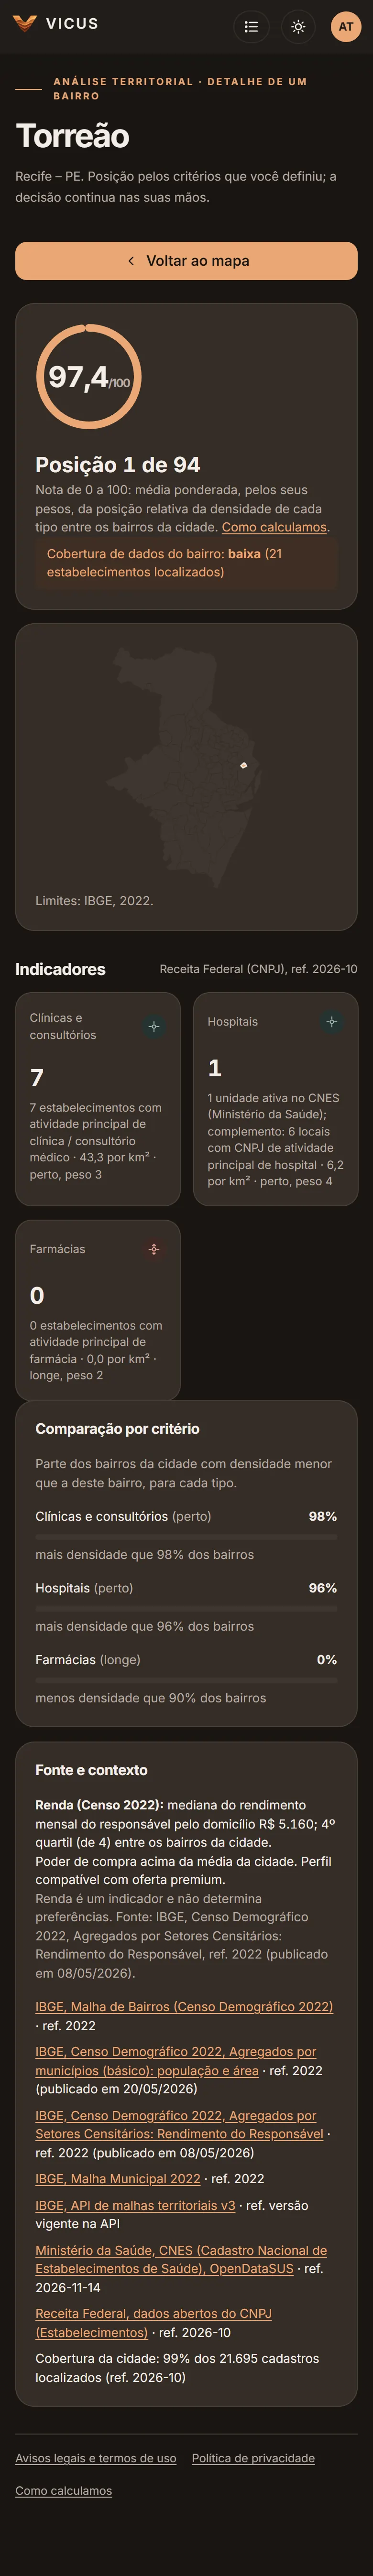 VICUS
AT
ANÁLISE TERRITORIAL · DETALHE DE UM
BAIRRO
Torreão
Recife – PE. Posição pelos critérios que você definiu; a
decisão continua nas suas mãos.
Voltar ao mapa
97,4/100
Posição 1 de 94
Nota de 0 a 100: média ponderada, pelos seus
pesos, da posição relativa da densidade de cada
tipo entre os bairros da cidade. Como calculamos.
Cobertura de dados do bairro: baixa (21
estabelecimentos localizados)
Limites: IBGE, 2022.
Indicadores
Receita Federal (CNPJ), ref. 2026-10
Clínicas e
consultórios
7
7 estabelecimentos com
atividade principal de
clínica / consultório
médico · 43,3 por km² ·
perto, peso 3
Hospitais
1
1 unidade ativa no CNES
(Ministério da Saúde);
complemento: 6 locais
com CNPJ de atividade
principal de hospital · 6,2
por km² · perto, peso 4
Farmácias
0
0 estabelecimentos com
atividade principal de
farmácia · 0,0 por km² ·
longe, peso 2
Comparação por critério
Parte dos bairros da cidade com densidade menor
que a deste bairro, para cada tipo.
Clínicas e consultórios (perto) 98%
mais densidade que 98% dos bairros
Hospitais (perto) 96%
mais densidade que 96% dos bairros
Farmácias (longe) 0%
menos densidade que 90% dos bairros
Fonte e contexto
Renda (Censo 2022): mediana do rendimento
mensal do responsável pelo domicílio R$ 5.160; 4º
quartil (de 4) entre os bairros da cidade.
Poder de compra acima da média da cidade. Perfil
compatível com oferta premium.
Renda é um indicador e não determina
preferências. Fonte: IBGE, Censo Demográfico
2022, Agregados por Setores Censitários:
Rendimento do Responsável, ref. 2022 (publicado
em 08/05/2026).
IBGE, Malha de Bairros (Censo Demográfico 2022)
· ref. 2022
IBGE, Censo Demográfico 2022, Agregados por
municípios (básico): população e área · ref. 2022
(publicado em 20/05/2026)
IBGE, Censo Demográfico 2022, Agregados por
Setores Censitários: Rendimento do Responsável ·
ref. 2022 (publicado em 08/05/2026)
IBGE, Malha Municipal 2022 · ref. 2022
IBGE, API de malhas territoriais v3 · ref. versão
vigente na API
Ministério da Saúde, CNES (Cadastro Nacional de
Estabelecimentos de Saúde), OpenDataSUS · ref.
2026-11-14
Receita Federal, dados abertos do CNPJ
(Estabelecimentos) · ref. 2026-10
Cobertura da cidade: 99% dos 21.695 cadastros
localizados (ref. 2026-10)
Avisos legais e termos de uso
Política de privacidade
Como calculamos